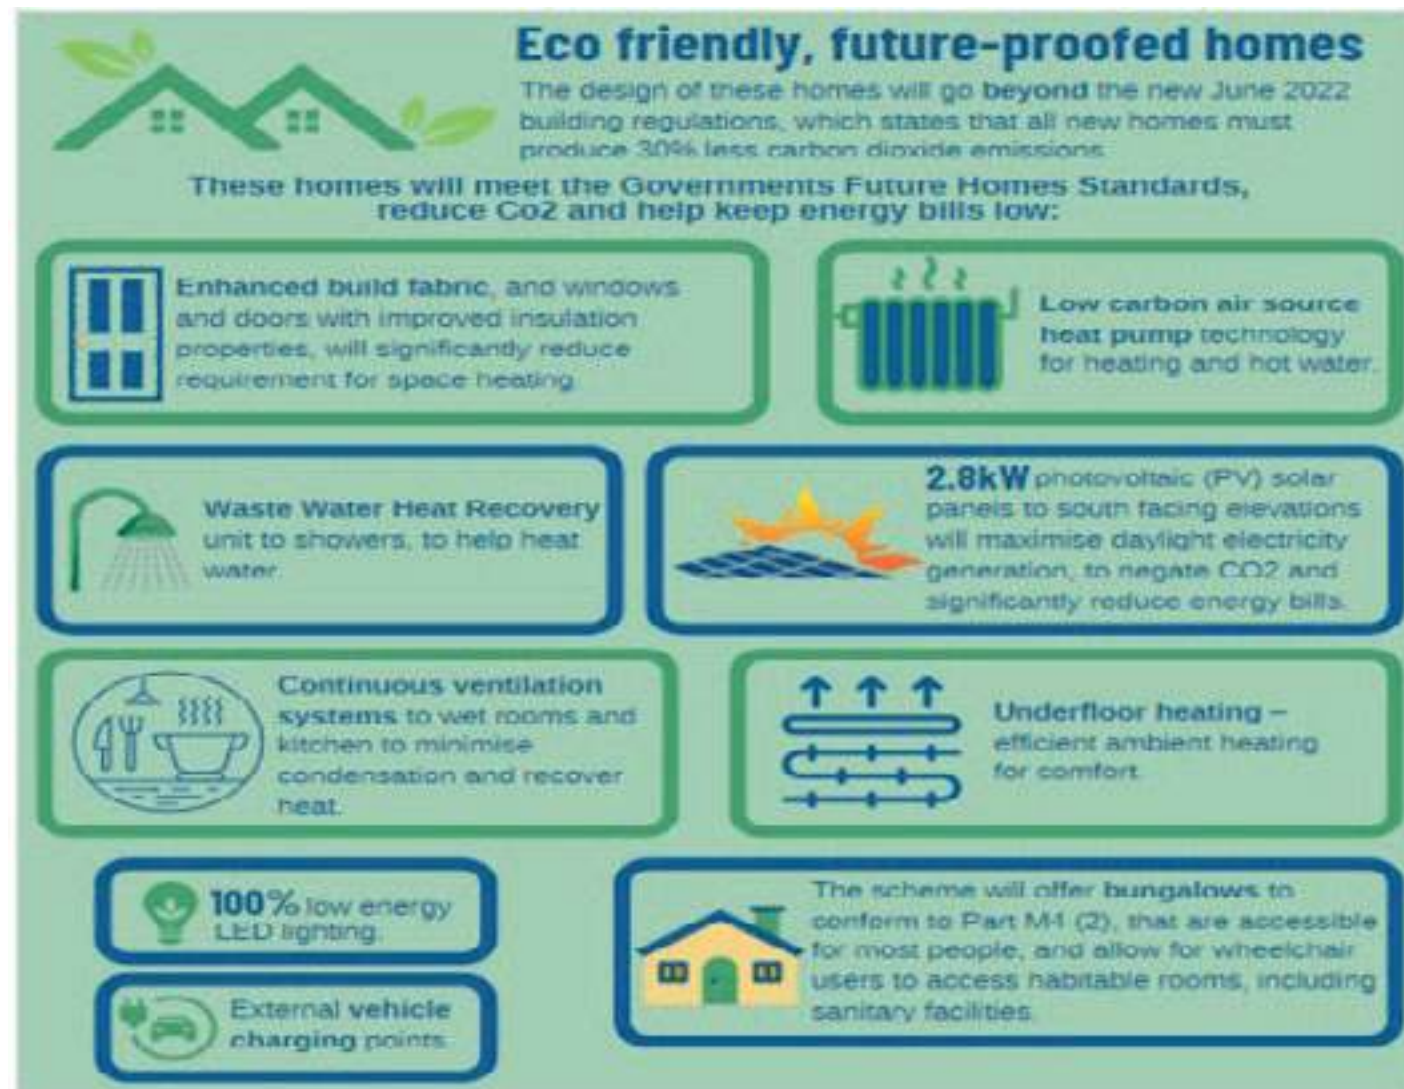 Eco friendly, future-proofed homes
The design of these homes will go beyond the new June 2022
building regulations, which states that all new homes must
produce 30% less carbon dioxide emissions
These homes will meet the Governments Future Homes Standards,
reduce Co2 and help keep energy bills low:
Enhanced build fabric, and windows
and doors with improved insulation
properties, will significantly reduce
requirement for space heating.
Low carbon air source
heat pump technology
for heating and hot water.
Waste Water Heat Recovery
unit to showers, to help heat
water.
2.8kW photovoltaic (PV) solar
panels to south facing elevations
will maximise daylight electricity
generation, to negate CO2 and
significantly reduce energy bills.
Continuous ventilation
systems to wet rooms and
kitchen to minimise
condensation and recover
heat.
Underfloor heating –
efficient ambient heating
for comfort.
100% low energy
LED lighting.
External vehicle
charging points
The scheme will offer bungalows to
conform to Part M4 (2), that are accessible
for most people, and allow for wheelchair
users to access habitable rooms, including
sanitary facilities.